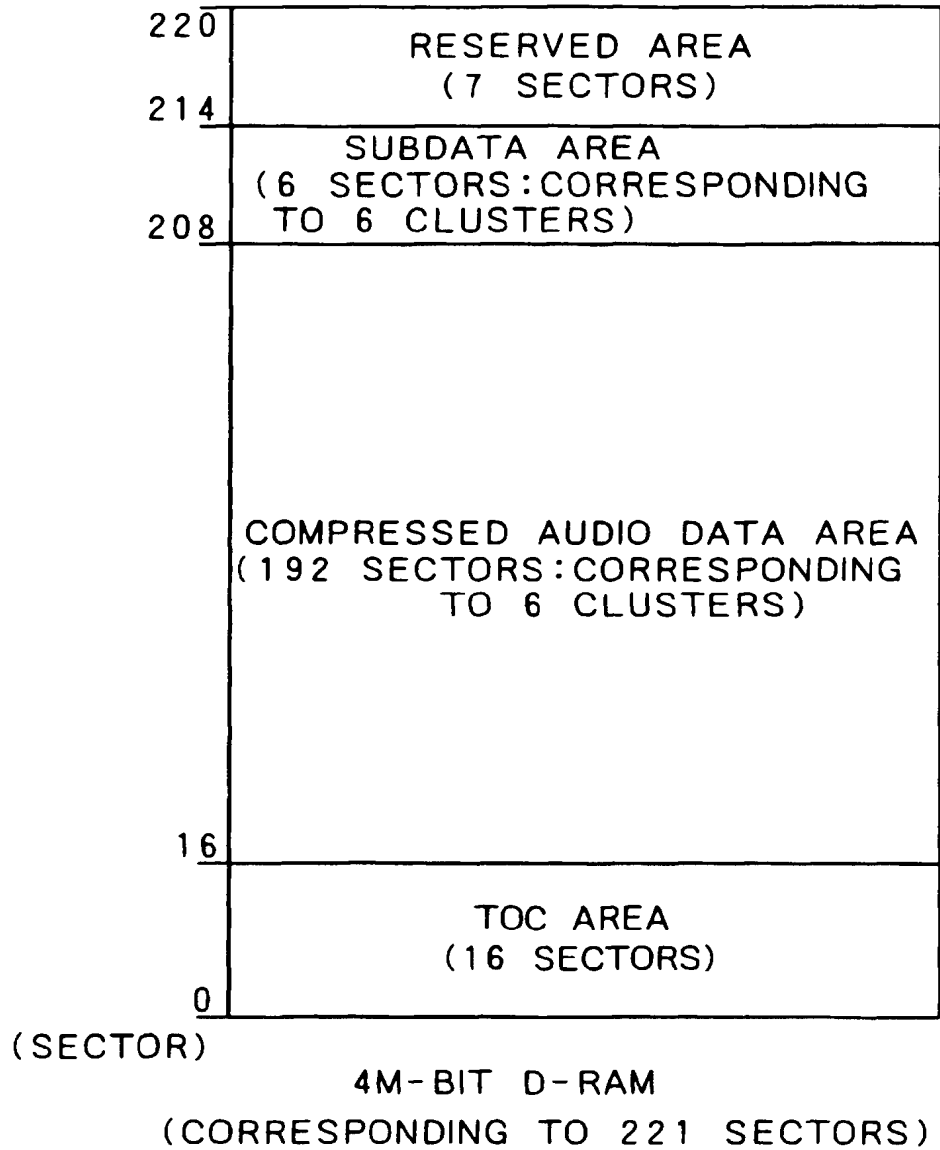 220
RESERVED AREA
(7 SECTORS)
214
SUBDATA AREA
(6 SECTORS:CORRESPONDING
TO 6 CLUSTERS)
208
COMPRESSED AUDIO DATA AREA
(192 SECTORS:CORRESPONDING
TO 6 CLUSTERS)
16
TOC AREA
(16 SECTORS)
0
(SECTOR)
4M-BIT D-RAM
(CORRESPONDING TO 221 SECTORS)